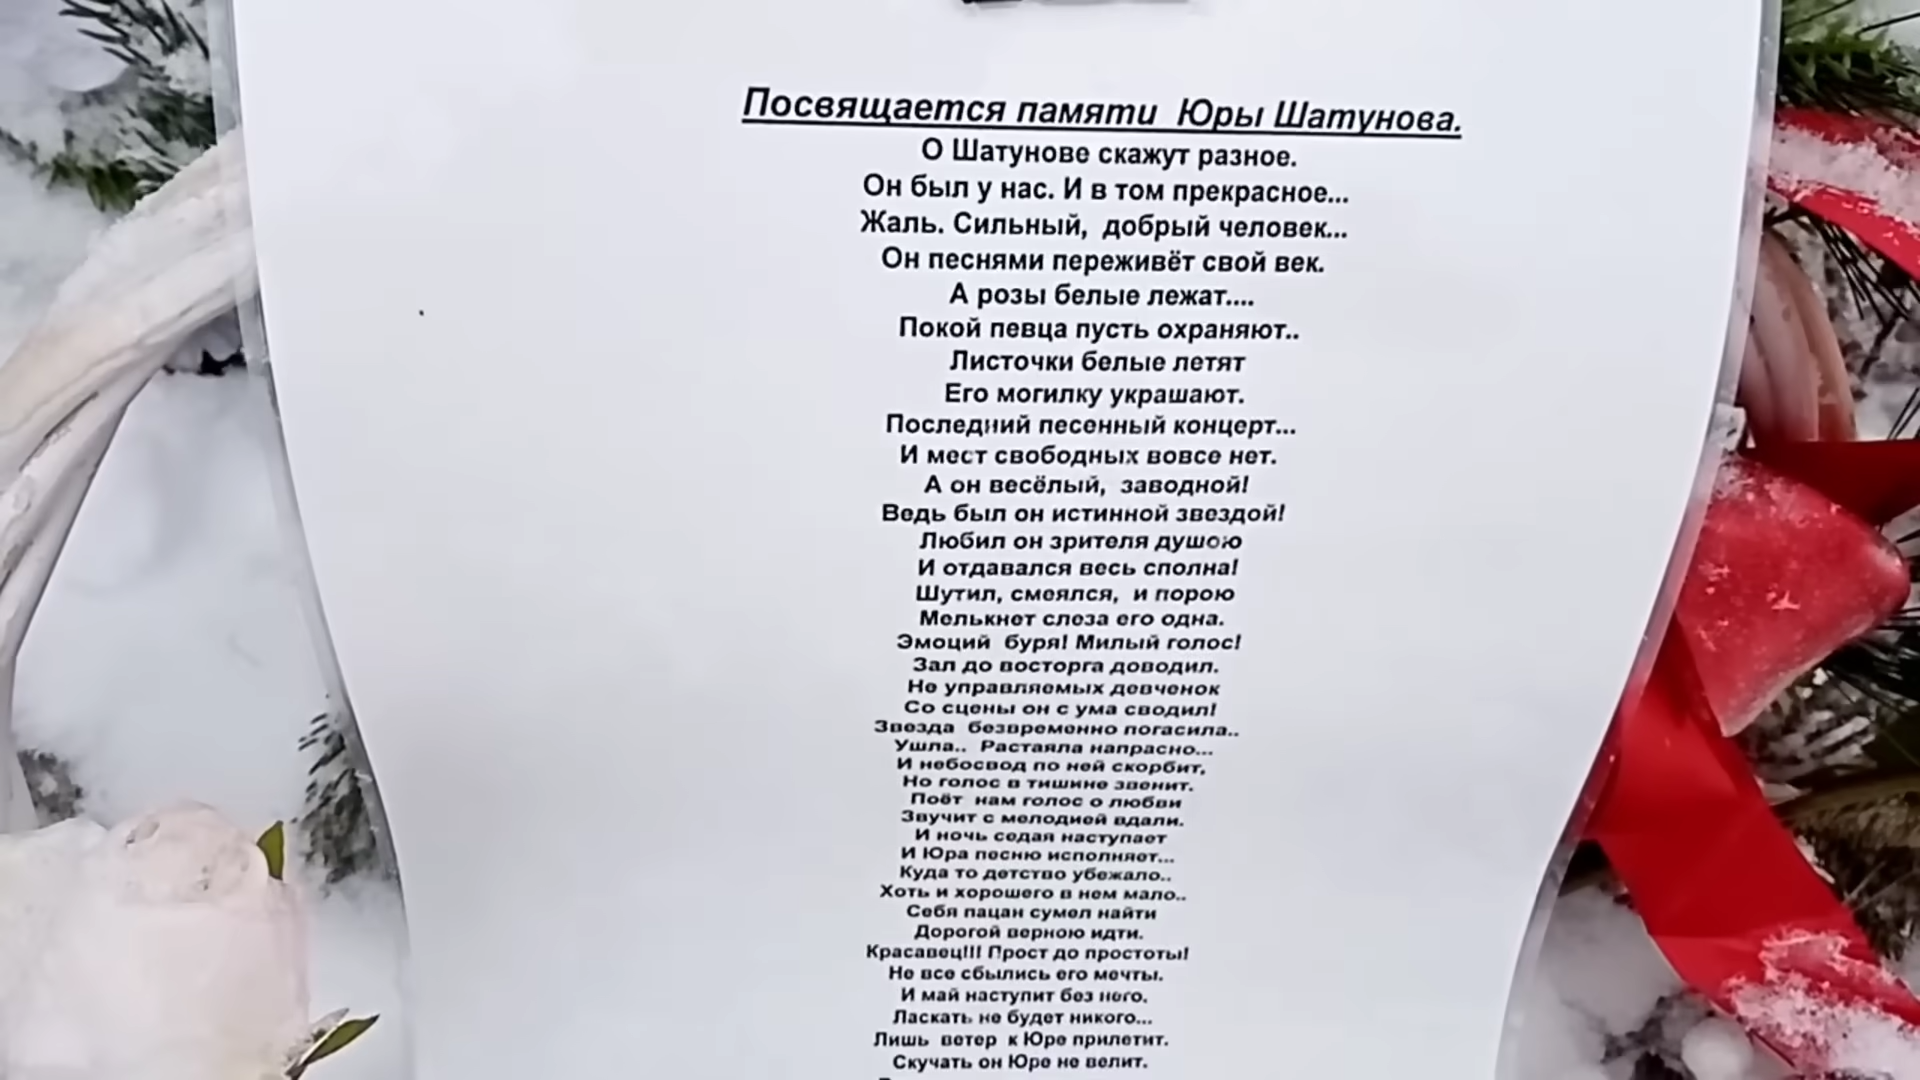 Посвящается памяти Юры Шатунова.
О Шатунове скажут разное.
Он был у нас. И в том прекрасное...
Жаль. Сильный, добрый человек...
Он песнями переживёт свой век.
А розы белые лежат....
Покой певца пусть охраняют..
Листочки белые летят
Его могилку украшают.
Последний песенный концерт...
И мест свободных вовсе нет.
А он весёлый, заводной!
Ведь был он истинной звездой!
Любил он зрителя душою
И отдавался весь сполна!
Шутил, смеялся, и порою
Мелькнет слеза его одна.
Эмоций буря! Милый голос!
Зал до восторга доводил.
Не управляемых девченок
Со сцены он с ума сводил!
Звезда безвременно погасила..
Ушла.. Растаяла напрасно...
И небосвод по ней скорбит,
Но голос в тишине звенит.
Поёт нам голос о любви
Звучит с мелодией вдали.
И ночь седая наступает
И Юра песню исполняет...
Куда то детство убежало..
Хоть и хорошего в нем мало..
Себя пацан сумел найти
Дорогой верною идти.
Красавец!!! Прост до простоты!
Не все сбылись его мечты.
И май наступит без него.
Ласкать не будет никого...
Лишь ветер к Юре прилетит.
Скучать он Юре не велит.